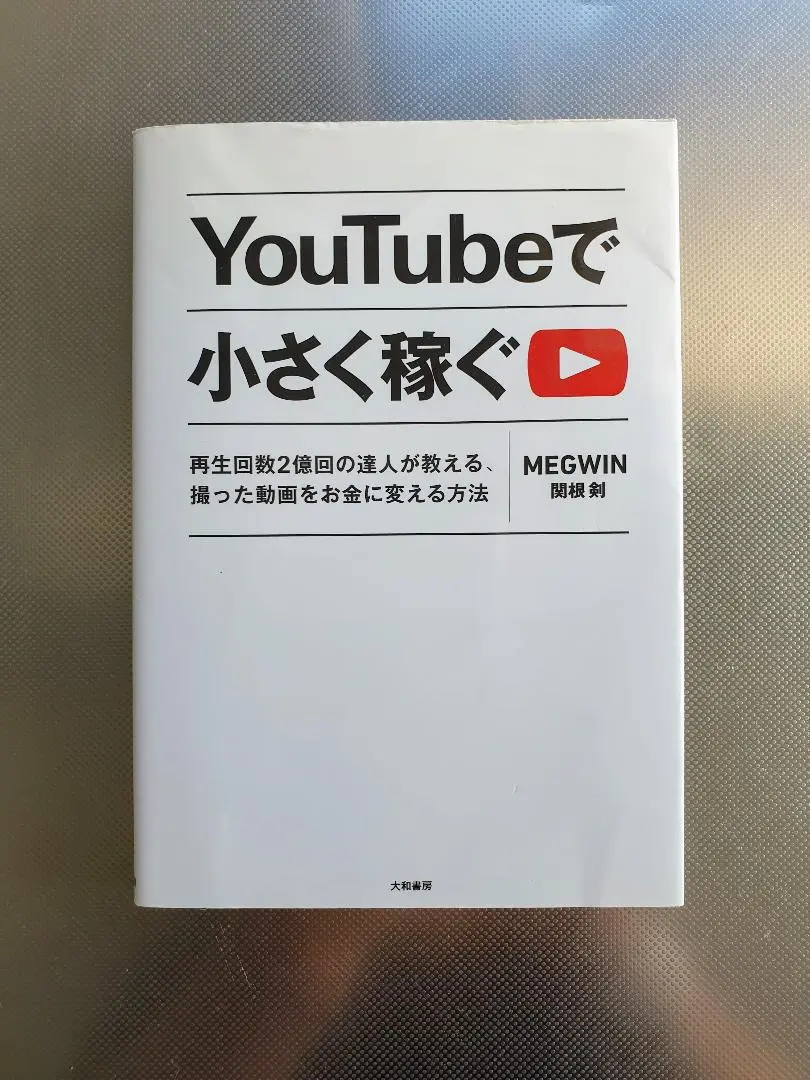 YouTubeで
小さく稼ぐ
再生回数2億回の達人が教える、
撮った動画をお金に変える方法
MEGWIN
関根 剣
大和書房